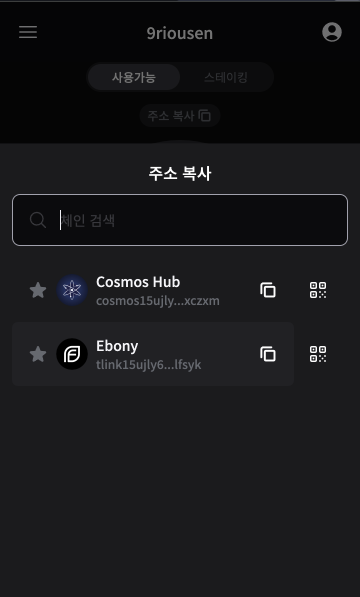 9riousen
사용가능
스테이킹
주소 복사
주소 복사
체인 검색
Cosmos Hub
cosmos15ujly...xczxm
Ebony
tlink15ujly6...lfsyk